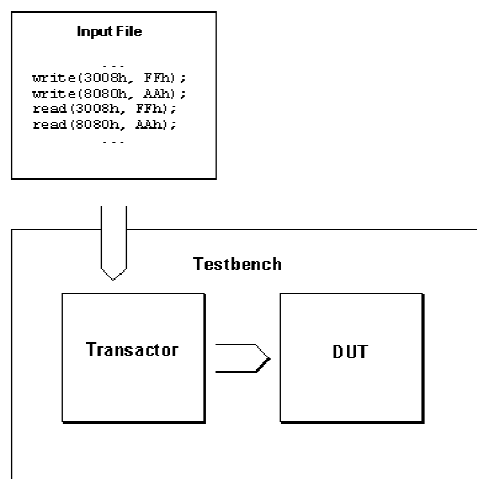 Input File
...
write(3008h, FFh);
write(8080h, AAh);
read(3008h, FFh);
read(8080h, AAh);
...
Testbench
Transactor
DUT